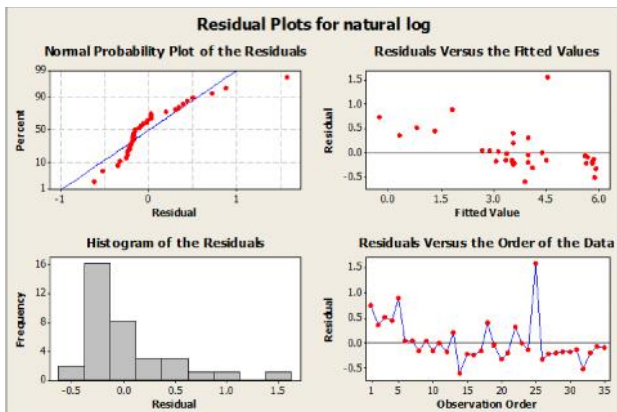 Residual Plots for natural log
Normal Probability Plot of the Residuals
99
90
50
10
1
Percent
-1 0 1
Residual
Residuals Versus the Fitted Values
1.5
1.0
0.5
0.0
-0.5
Residual
0.0 1.5 3.0 4.5 6.0
Fitted Value
Histogram of the Residuals
16
12
8
4
0
Frequency
-0.5 0.0 0.5 1.0 1.5
Residual
Residuals Versus the Order of the Data
1.5
1.0
0.5
0.0
-0.5
Residual
1 5 10 15 20 25 30 35
Observation Order